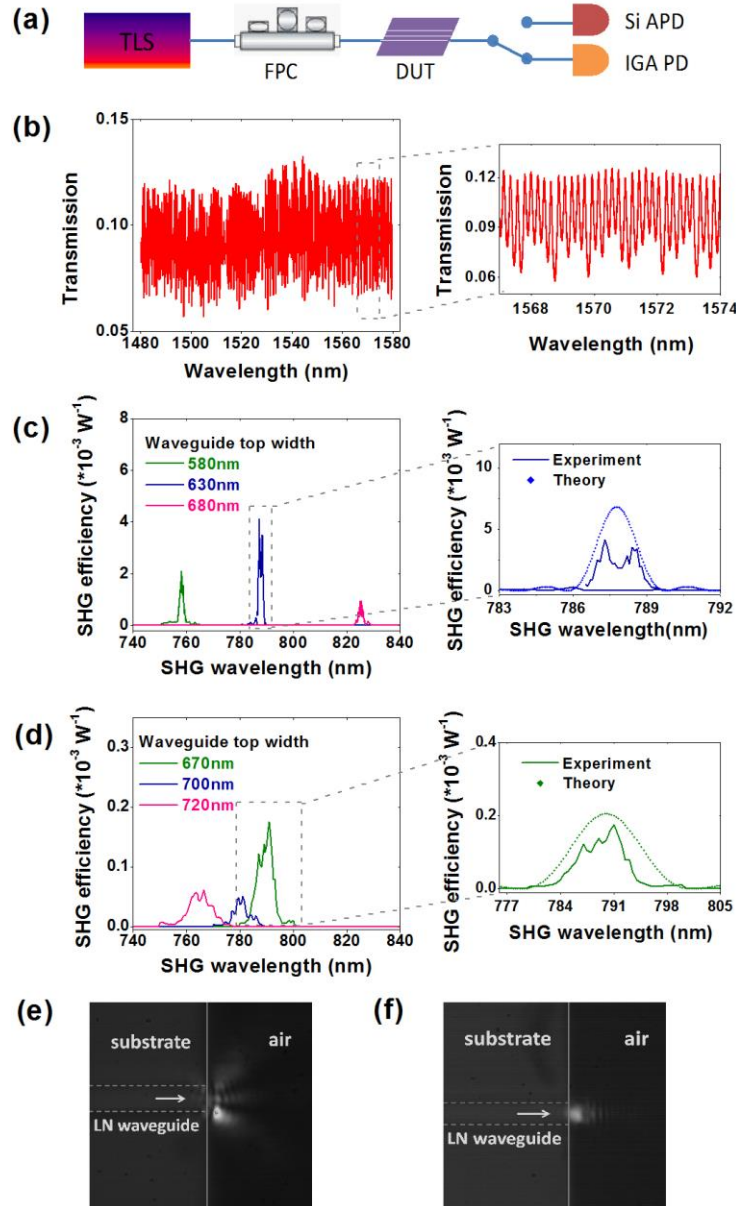 (a)
TLS
FPC
DUT
Si APD
IGA PD
(b)
Transmission
0.15
0.10
0.05
1480 1500 1520 1540 1560 1580
Wavelength (nm)
Transmission
0.12
0.09
0.06
1568 1570 1572 1574
Wavelength (nm)
(c)
SHG efficiency (*10⁻³ W⁻¹)
8
6
4
2
0
Waveguide top width
580nm
630nm
680nm
740 760 780 800 820 840
SHG wavelength (nm)
SHG efficiency (*10⁻³ W⁻¹)
10
5
0
Experiment
Theory
783 786 789 792
SHG wavelength(nm)
(d)
SHG efficiency (*10⁻³ W⁻¹)
0.3
0.2
0.1
0.0
Waveguide top width
670nm
700nm
720nm
740 760 780 800 820 840
SHG wavelength (nm)
SHG efficiency (*10⁻³ W⁻¹)
0.4
0.2
0.0
Experiment
Theory
777 784 791 798 805
SHG wavelength (nm)
(e)
substrate
air
LN waveguide
(f)
substrate
air
LN waveguide